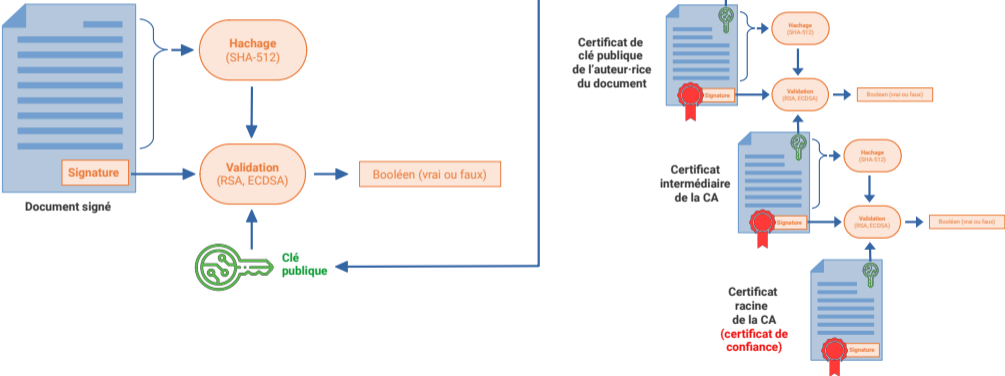 Hachage
(SHA-512)
Signature
Validation
(RSA, ECDSA)
Booléen (vrai ou faux)
Document signé
Clé
publique
Certificat de
clé publique
de l'auteur·rice
du document
Hachage
(SHA-512)
Signature
Validation
(RSA, ECDSA)
Booléen (vrai ou faux)
Certificat
intermédiaire
de la CA
Hachage
(SHA-512)
Signature
Validation
(RSA, ECDSA)
Booléen (vrai ou faux)
Certificat
racine
de la CA
(certificat de
confiance)
Signature